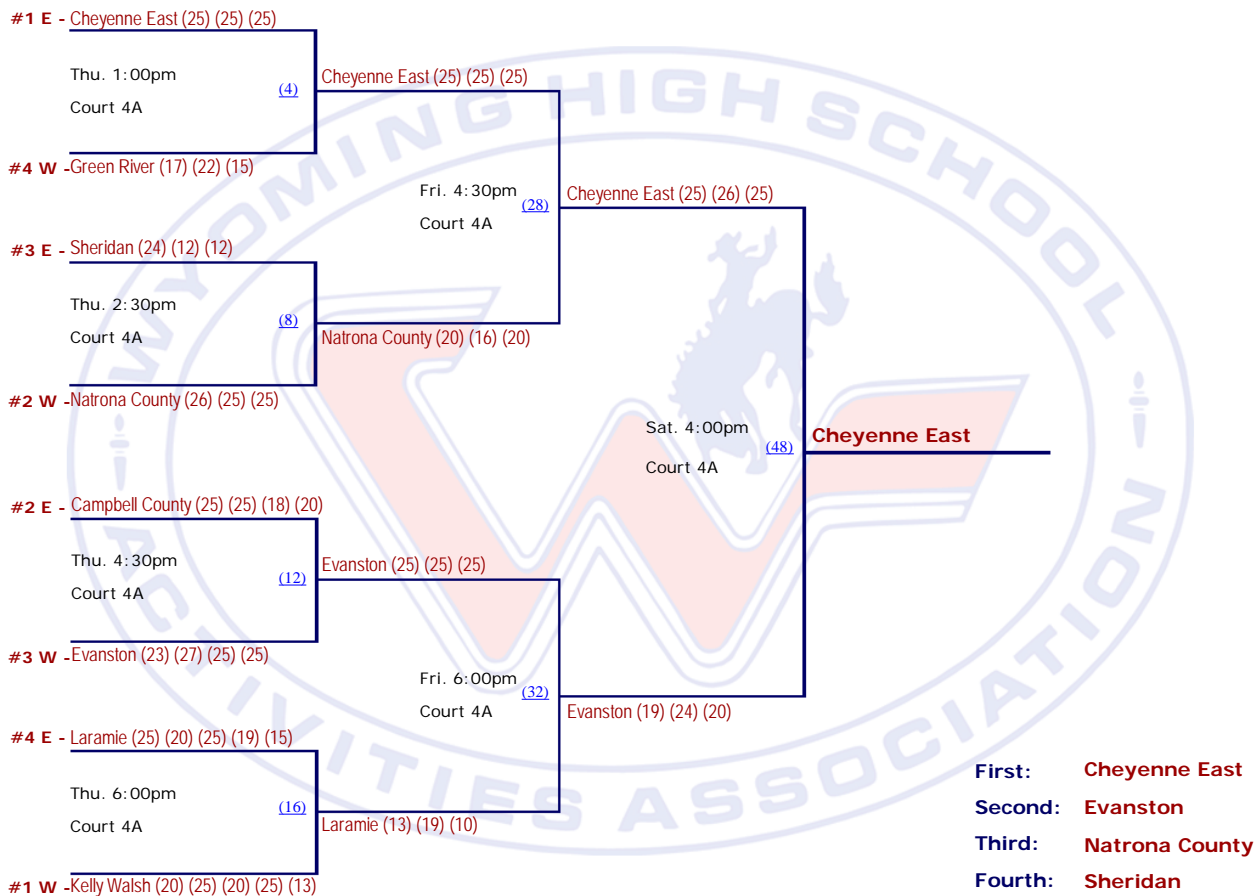 #1 E - Cheyenne East (25) (25) (25)
Thu. 1:00pm
Court 4A
(4)
Cheyenne East (25) (25) (25)
#4 W -Green River (17) (22) (15)
Fri. 4:30pm
Court 4A
(28)
Cheyenne East (25) (26) (25)
#3 E - Sheridan (24) (12) (12)
Thu. 2:30pm
Court 4A
(8)
Natrona County (20) (16) (20)
#2 W -Natrona County (26) (25) (25)
Sat. 4:00pm
Court 4A
(48)
Cheyenne East
#2 E - Campbell County (25) (25) (18) (20)
Thu. 4:30pm
Court 4A
(12)
Evanston (25) (25) (25)
#3 W -Evanston (23) (27) (25) (25)
Fri. 6:00pm
Court 4A
(32)
Evanston (19) (24) (20)
#4 E - Laramie (25) (20) (25) (19) (15)
Thu. 6:00pm
Court 4A
(16)
Laramie (13) (19) (10)
#1 W -Kelly Walsh (20) (25) (20) (25) (13)
First: Cheyenne East
Second: Evanston
Third: Natrona County
Fourth: Sheridan
WYOMING HIGH SCHOOL
ACTIVITIES ASSOCIATION